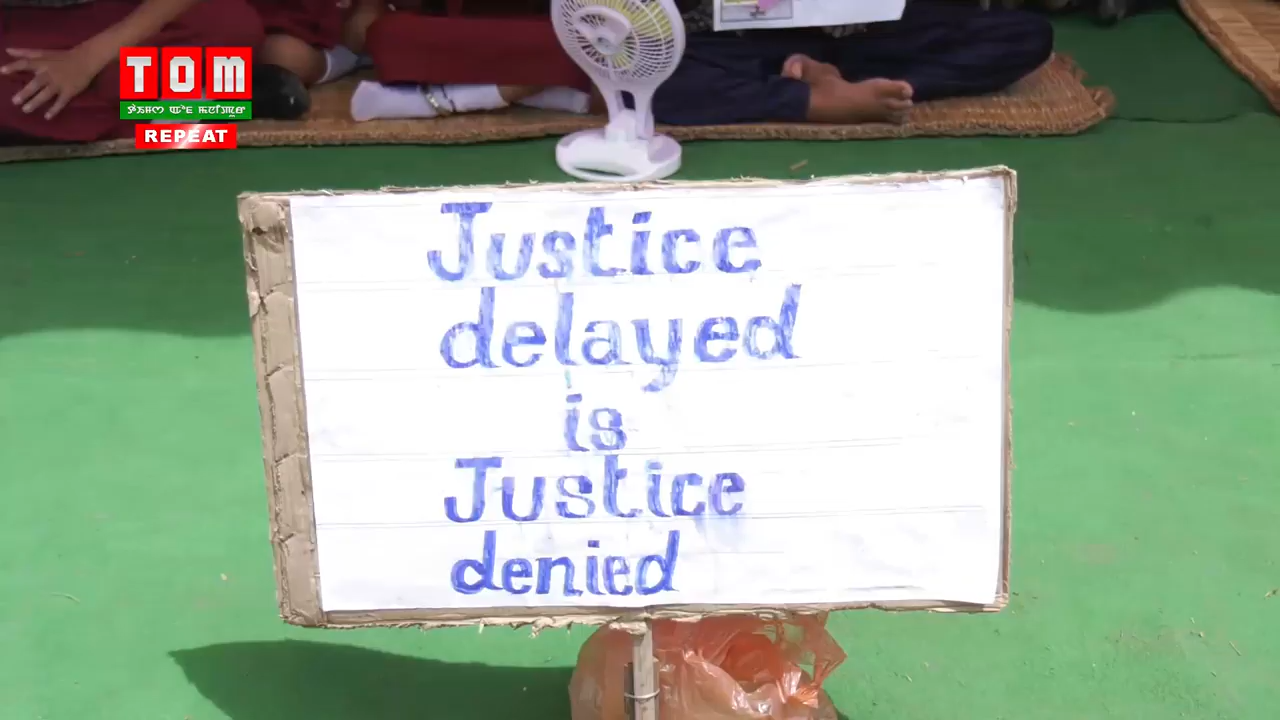 TOM
REPEAT
Justice
delayed
is
Justice
denied